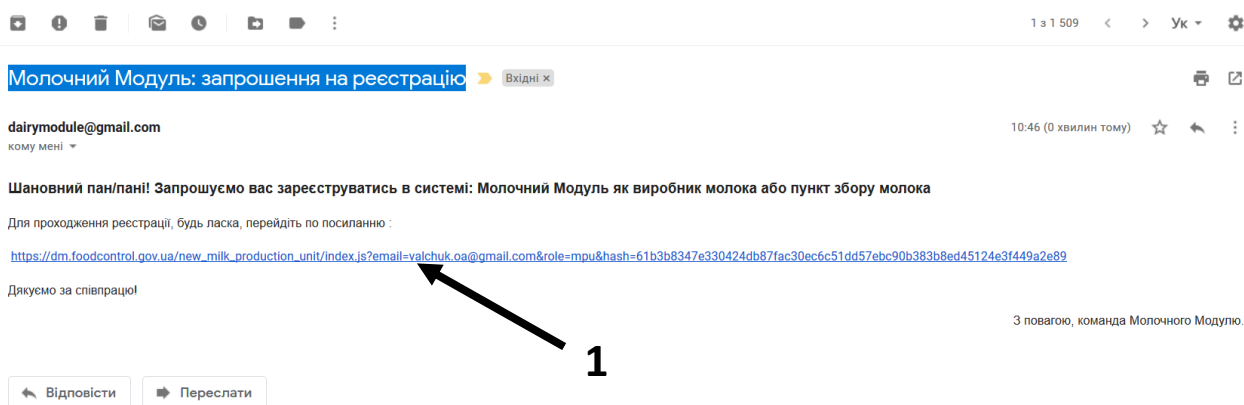 1 з 1 509
Ук
Молочний Модуль: запрошення на реєстрацію
Вхідні ×
dairymodule@gmail.com
10:46 (0 хвилин тому)
кому мені
Шановний пан/пані! Запрошуємо вас зареєструватись в системі: Молочний Модуль як виробник молока або пункт збору молока
Для проходження реєстрації, будь ласка, перейдіть по посиланню :
https://dm.foodcontrol.gov.ua/new_milk_production_unit/index.js?email=valchuk.oa@gmail.com&role=mpu&hash=61b3b8347e330424db87fac30ec6c51dd57ebc90b383b8ed45124e3f449a2e89
Дякуємо за співпрацю!
З повагою, команда Молочного Модулю.
1
Відповісти
Переслати